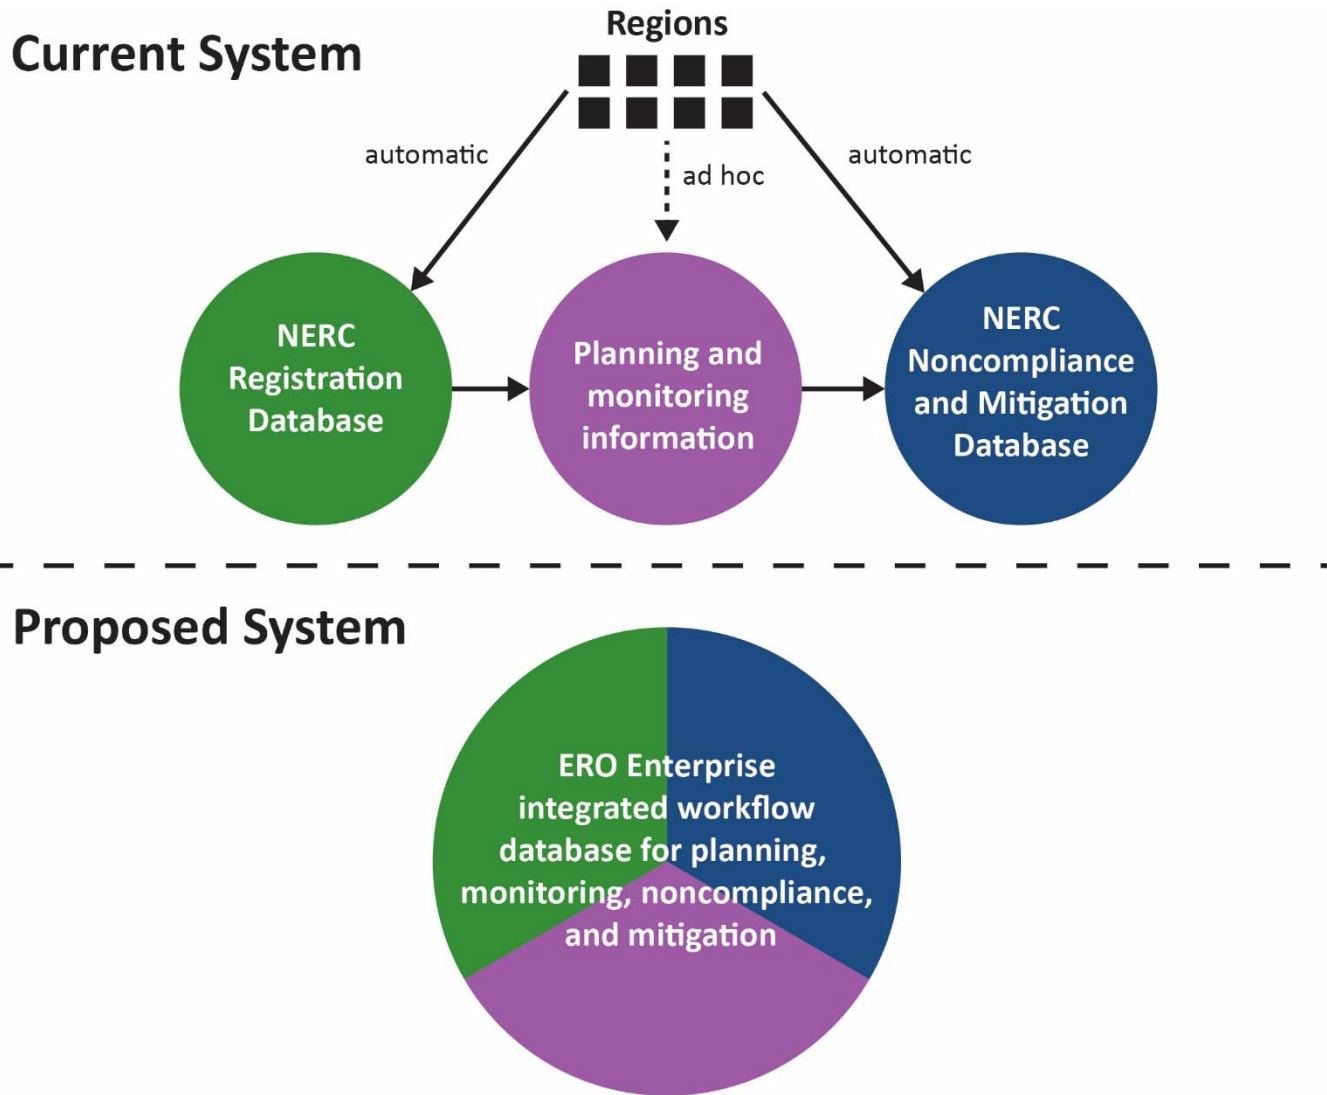 Current System
Regions
automatic
ad hoc
automatic
NERC
Registration
Database
Planning and
monitoring
information
NERC
Noncompliance
and Mitigation
Database
Proposed System
ERO Enterprise
integrated workflow
database for planning,
monitoring, noncompliance,
and mitigation